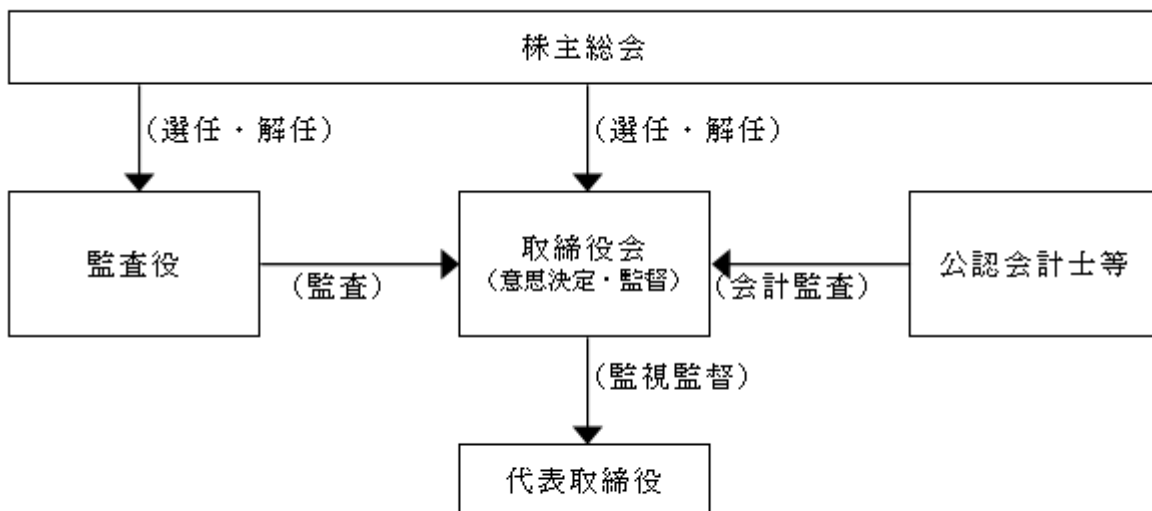 株主総会
(選任・解任)
(選任・解任)
監査役
(監査)
取締役会
(意思決定・監督)
(会計監査)
公認会計士等
(監視監督)
代表取締役